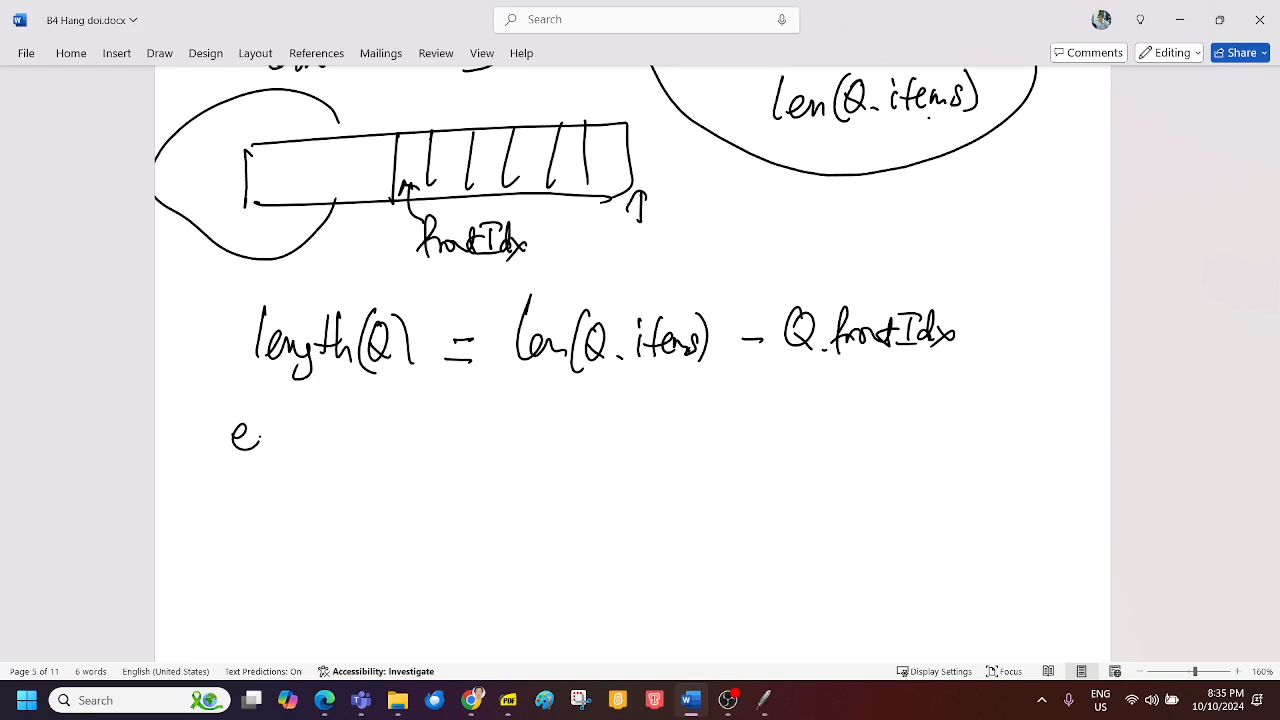 B4 Hang doi.docx
Search
File Home Insert Draw Design Layout References Mailings Review View Help
Comments Editing Share
len(Q.items)
frontIdx
length(Q) = len(Q.items) - Q.frontIdx
e
Page 5 of 11 6 words English (United States) Text Predictions: On Accessibility: Investigate Display Settings Focus 160%
Search PDF ENG US 8:35 PM 10/10/2024